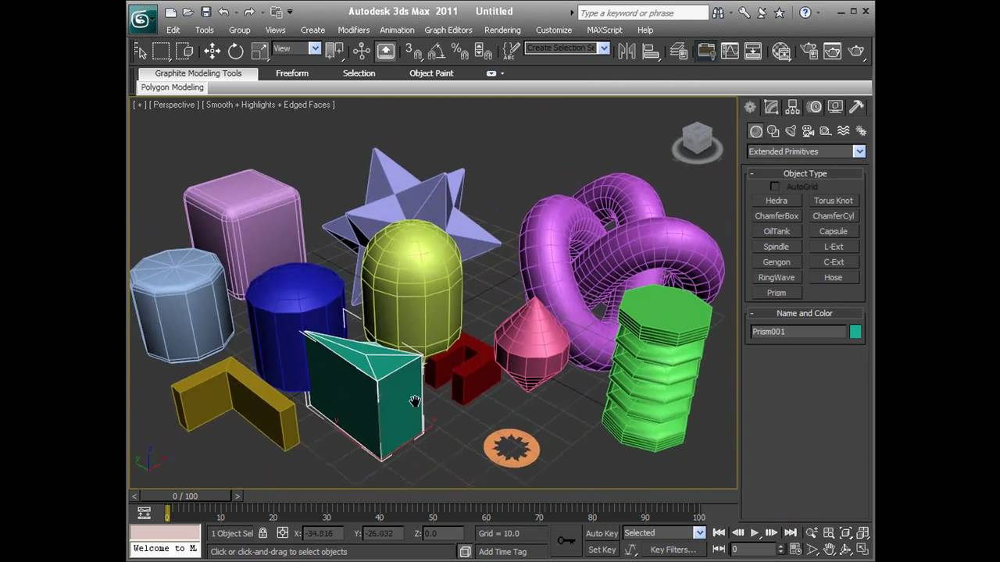 Autodesk 3ds Max 2011 Untitled
Type a keyword or phrase
Edit Tools Group Views Create Modifiers Animation Graph Editors Rendering Customize MAXScript Help
View
3
Create Selection Se
Graphite Modeling Tools Freeform Selection Object Paint
Polygon Modeling
[ + ] [ Perspective ] [ Smooth + Highlights + Edged Faces ]
Extended Primitives
- Object Type
AutoGrid
Hedra Torus Knot
ChamferBox ChamferCyl
OilTank Capsule
Spindle L-Ext
Gengon C-Ext
RingWave Hose
Prism
- Name and Color
Prism001
z
y x
y x
< 0 / 100 >
0 10 20 30 40 50 60 70 80 90 100
1 Object Sel X: -34.816 Y: -26.032 Z: 0.0 Grid = 10.0 Auto Key Selected
Welcome to M
Click or click-and-drag to select objects Add Time Tag Set Key Key Filters... 0